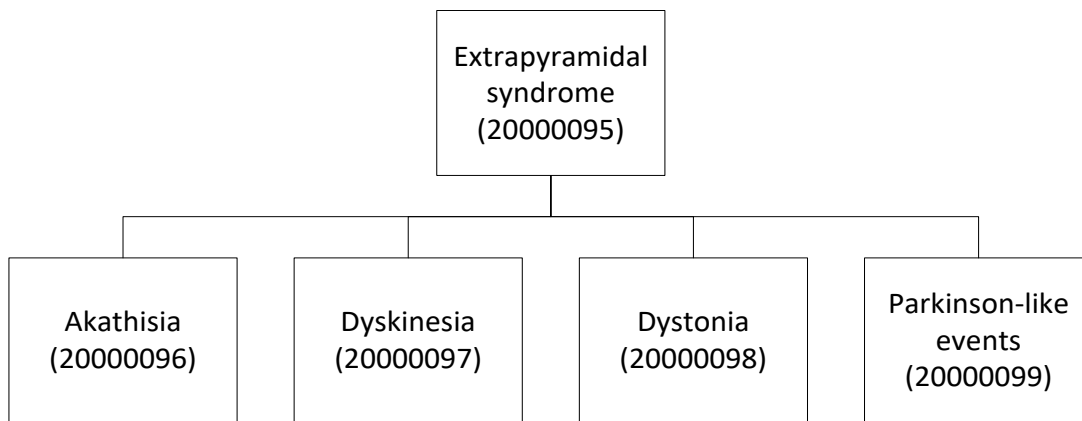 Extrapyramidal
syndrome
(20000095)
Akathisia
(20000096)
Dyskinesia
(20000097)
Dystonia
(20000098)
Parkinson-like
events
(20000099)